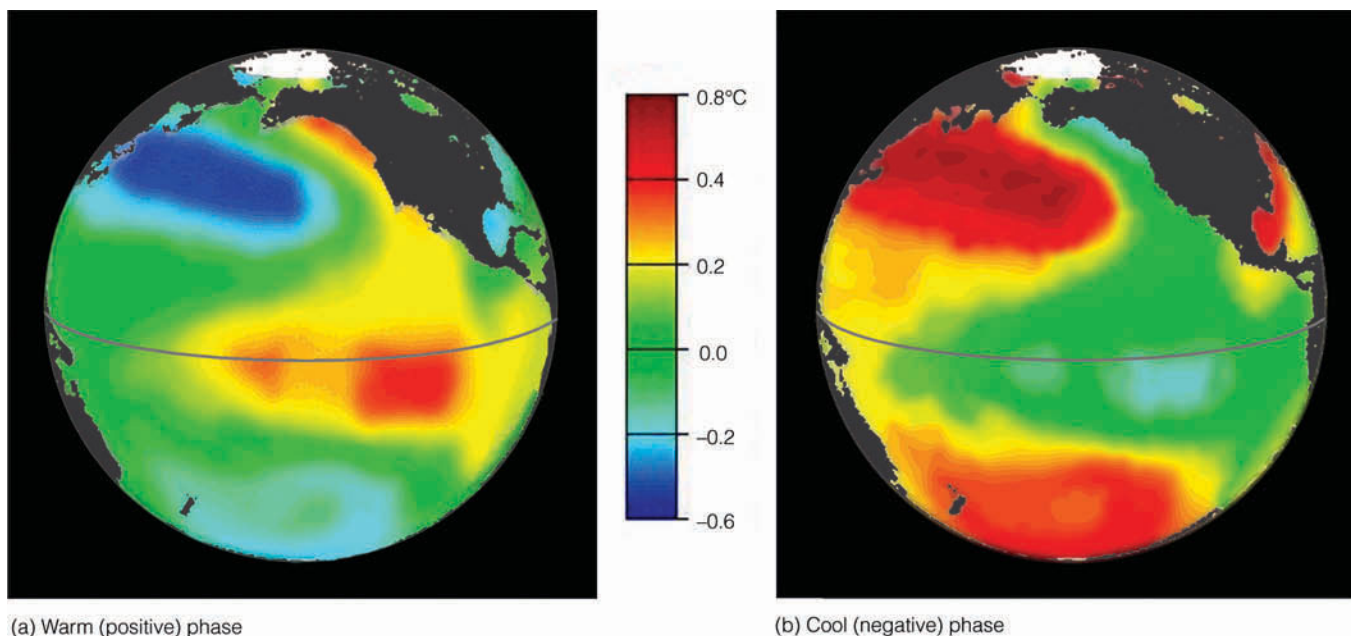 0.8°C
0.4
0.2
0.0
–0.2
–0.6
(a) Warm (positive) phase
(b) Cool (negative) phase